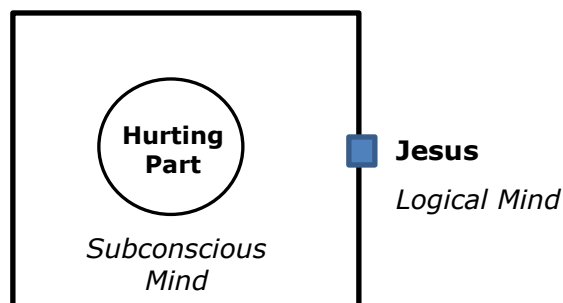 Hurting
Part
Jesus
Logical Mind
Subconscious
Mind